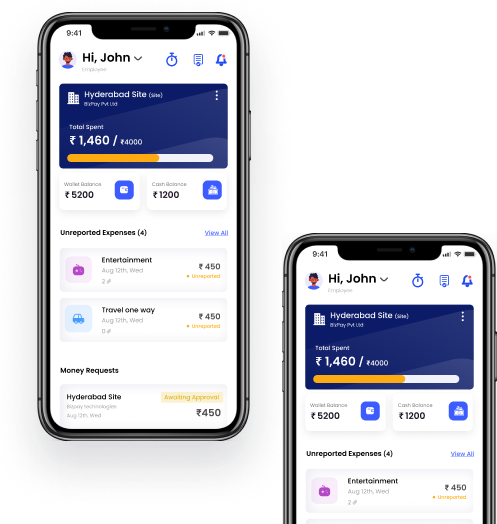 9:41
Hi, John
Employee
Hyderabad Site (Site)
BizPay Pvt Ltd
Total Spent
₹ 1,460 / ₹4000
Wallet Balance
₹ 5200
Cash Balance
₹ 1200
Unreported Expenses (4)
View All
Entertainment
Aug 12th, Wed
2
₹ 450
Unreported
Travel one way
Aug 12th, Wed
0
₹ 450
Unreported
Money Requests
Hyderabad Site
Awaiting Approval
Bizpay technologies
Aug 12th, Wed
₹450
9:41
Hi, John
Employee
Hyderabad Site (Site)
BizPay Pvt Ltd
Total Spent
₹ 1,460 / ₹4000
Wallet Balance
₹ 5200
Cash Balance
₹ 1200
Unreported Expenses (4)
View All
Entertainment
Aug 12th, Wed
2
₹ 450
Unreported